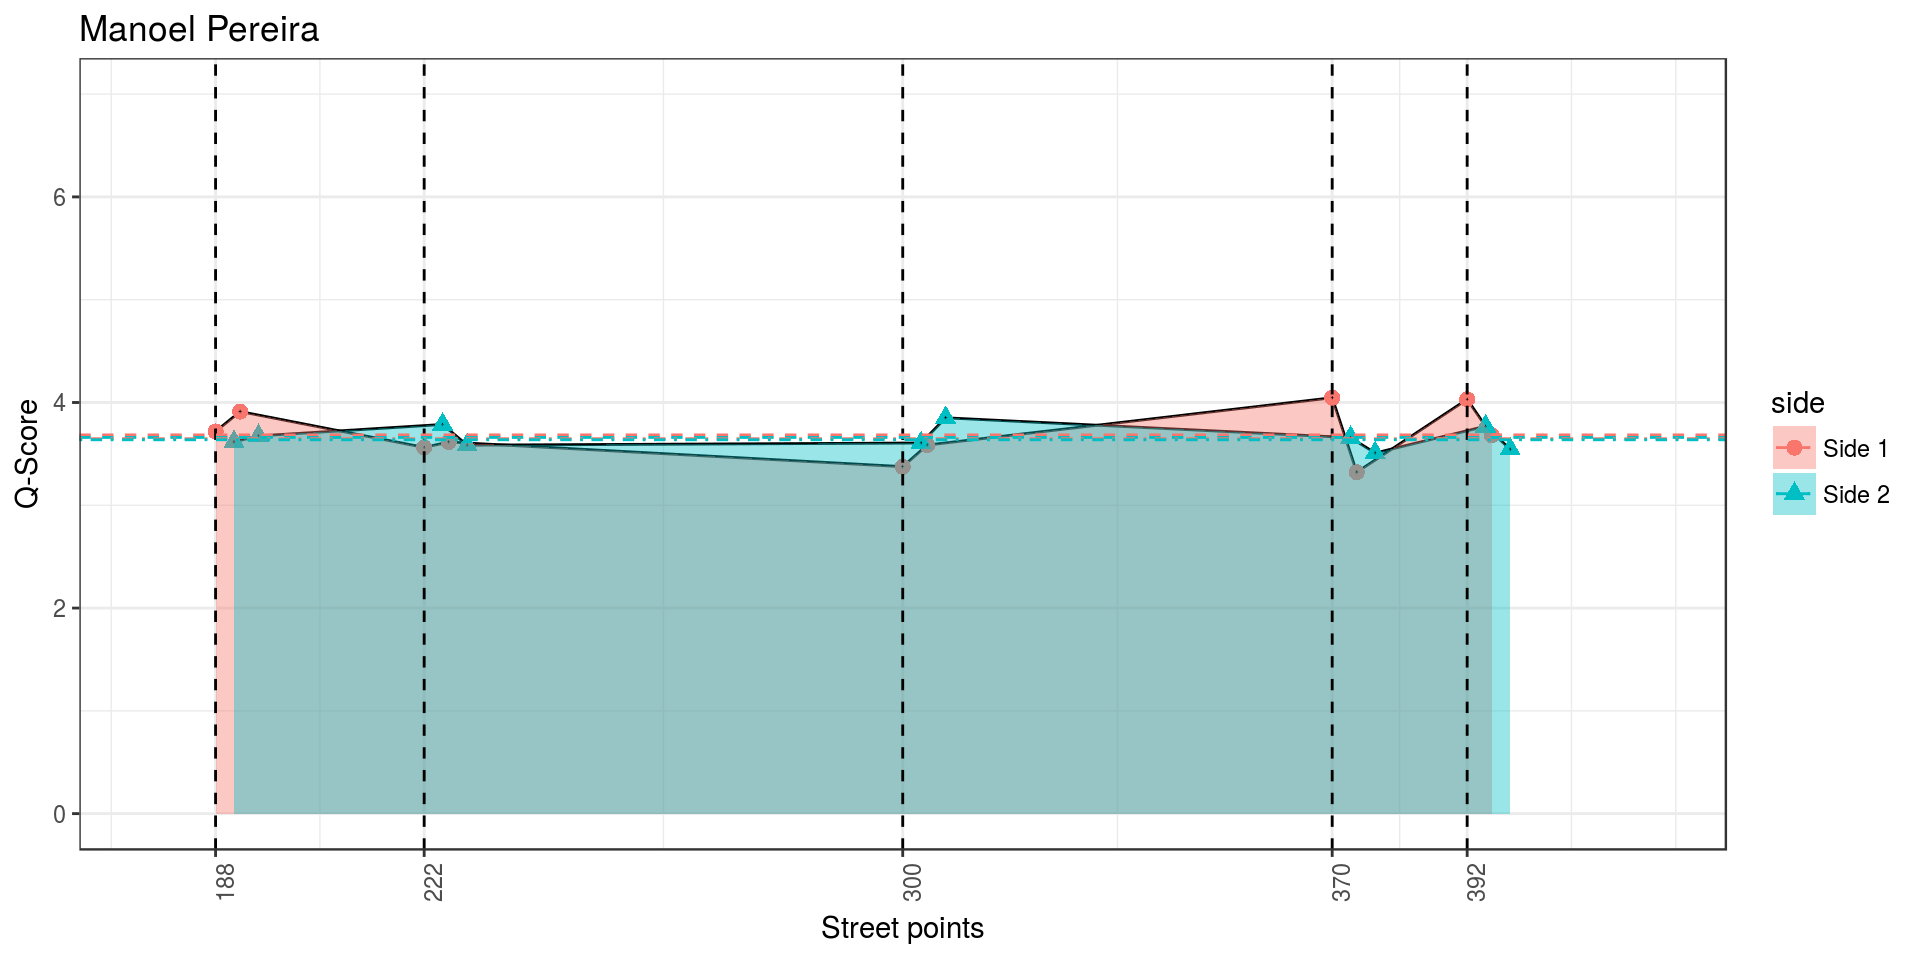 Manoel Pereira
Q-Score
6
4
2
0
188
222
300
370
392
Street points
side
Side 1
Side 2